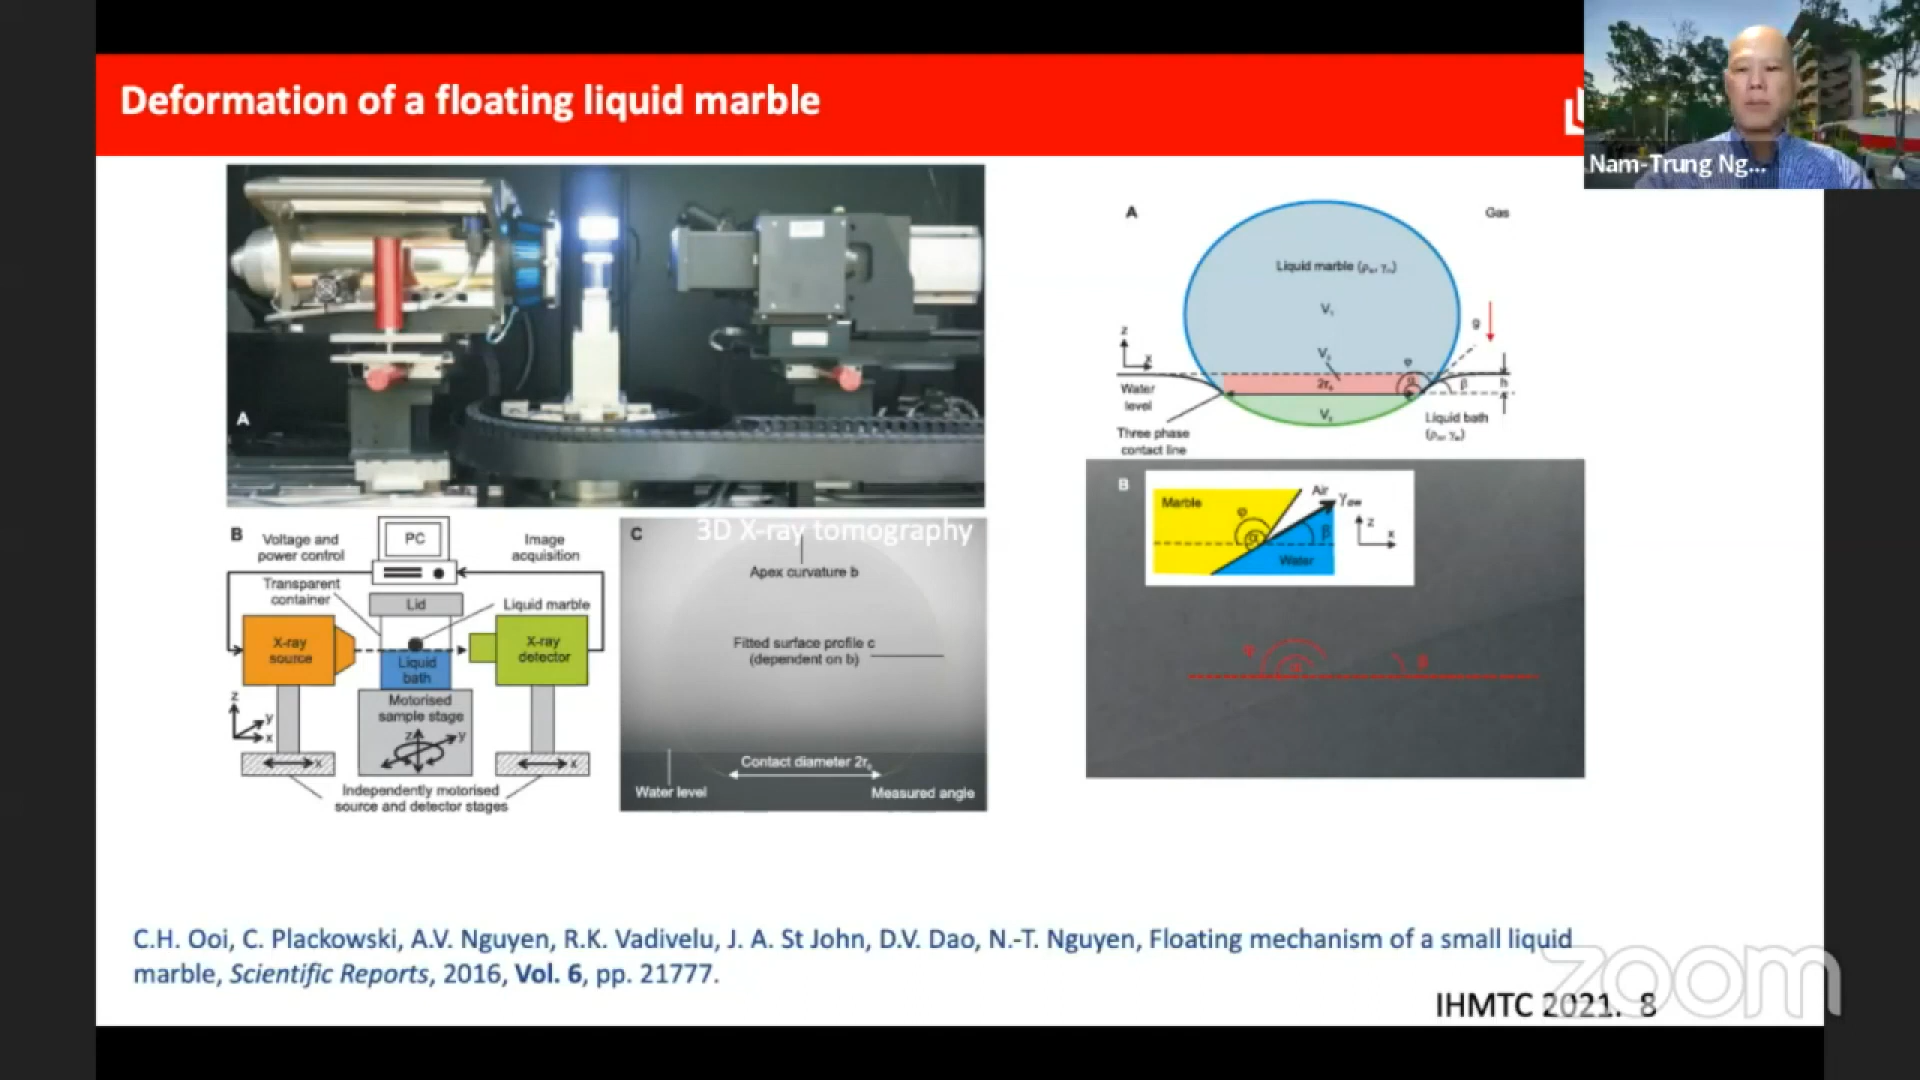 Deformation of a floating liquid marble
Nam-Trung Ng...
A
B
Voltage and
power control
PC
Image
acquisition
Transparent
container
Lid
Liquid marble
X-ray
source
X-ray
detector
Liquid
bath
Motorised
sample stage
z
y
x
z
y
x
x
Independently motorised
source and detector stages
C
3D X-ray tomography
Apex curvature b
Fitted surface profile c
(dependent on b)
Contact diameter 2r
Water level
Measured angle
A
Gas
Liquid marble
V
g
z
x
V
2r
β
h
Water
level
V
Liquid bath
Three phase
contact line
B
Marble
Air
φ
α
β
z
x
Water
C.H. Ooi, C. Plackowski, A.V. Nguyen, R.K. Vadivelu, J. A. St John, D.V. Dao, N.-T. Nguyen, Floating mechanism of a small liquid
marble, Scientific Reports, 2016, Vol. 6, pp. 21777.
IHMTC 2021. 8
zoom